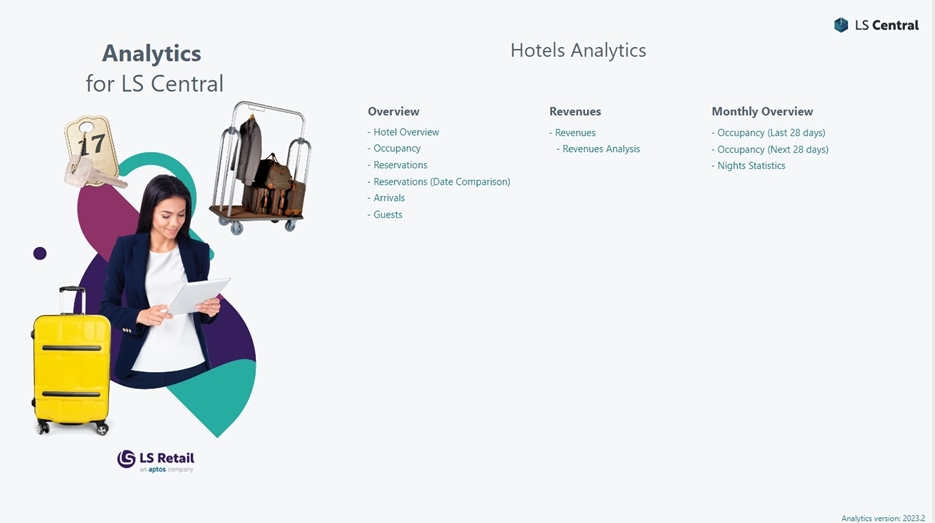 LS Central
Analytics
for LS Central
Hotels Analytics
17
Overview
- Hotel Overview
- Occupancy
- Reservations
- Reservations (Date Comparison)
- Arrivals
- Guests
Revenues
- Revenues
- Revenues Analysis
Monthly Overview
- Occupancy (Last 28 days)
- Occupancy (Next 28 days)
- Nights Statistics
LS Retail
an aptos company
Analytics version: 2023.2